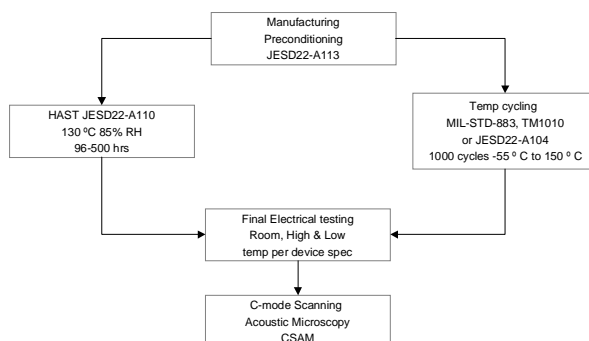 Manufacturing
Preconditioning
JESD22-A113
HAST JESD22-A110
130 ºC 85% RH
96-500 hrs
Temp cycling
MIL-STD-883, TM1010
or JESD22-A104
1000 cycles -55 º C to 150 º C
Final Electrical testing
Room, High & Low
temp per device spec
C-mode Scanning
Acoustic Microscopy
CSAM